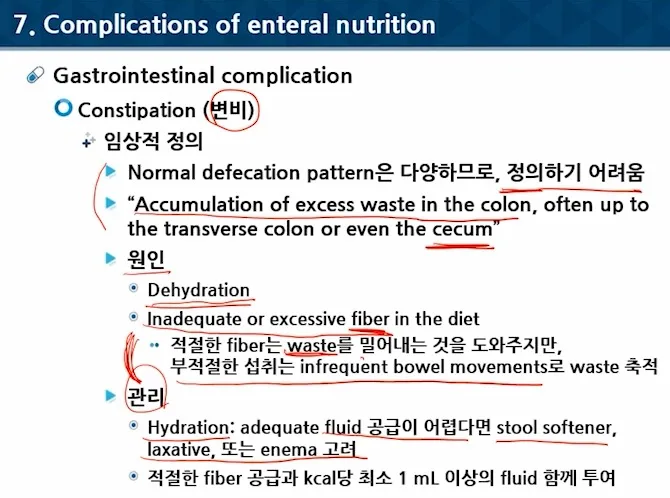 7. Complications of enteral nutrition
Gastrointestinal complication
Constipation (변비)
임상적 정의
Normal defecation pattern은 다양하므로, 정의하기 어려움
“Accumulation of excess waste in the colon, often up to
the transverse colon or even the cecum”
원인
Dehydration
Inadequate or excessive fiber in the diet
적절한 fiber는 waste를 밀어내는 것을 도와주지만,
부적절한 섭취는 infrequent bowel movements로 waste 축적
관리
Hydration: adequate fluid 공급이 어렵다면 stool softener,
laxative, 또는 enema 고려
적절한 fiber 공급과 kcal당 최소 1 mL 이상의 fluid 함께 투여